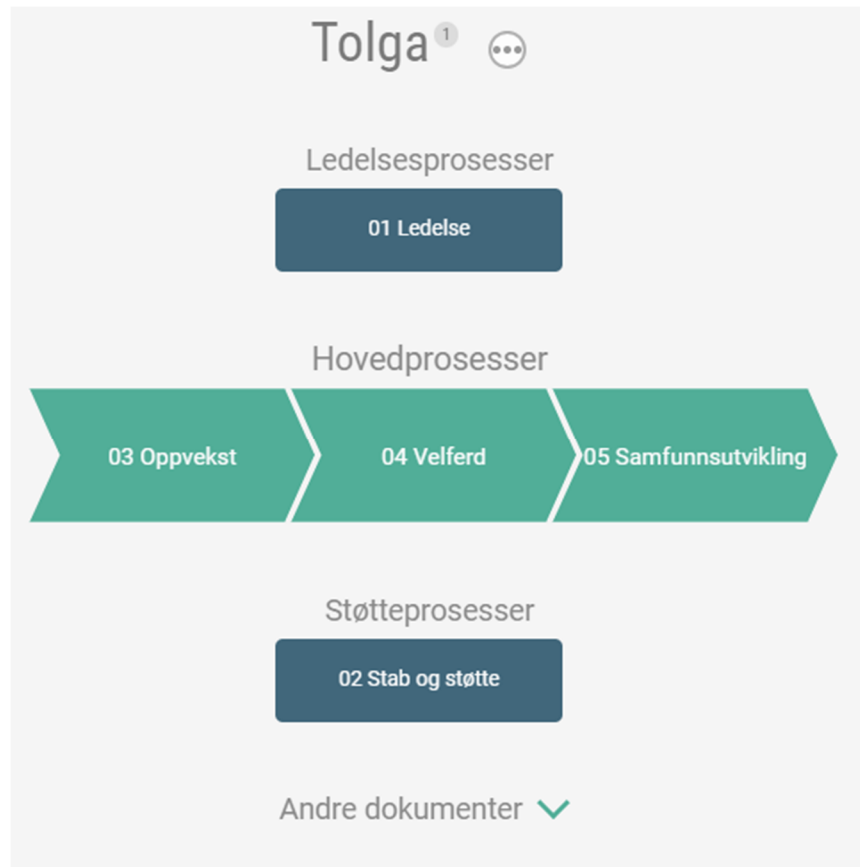 Tolga 1
Ledelsesprosesser
01 Ledelse
Hovedprosesser
03 Oppvekst
04 Velferd
05 Samfunnsutvikling
Støtteprosesser
02 Stab og støtte
Andre dokumenter